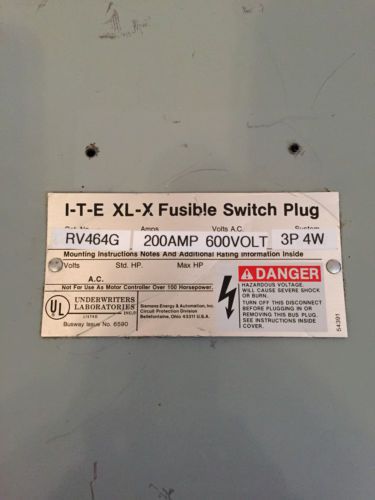 I-T-E XL-X Fusible Switch Plug
Cat. No. Amps Volts A.C. System
RV464G 200AMP 600VOLT 3P 4W
Mounting Instructions Notes And Additional Rating Information Inside
Volts Std. HP. Max HP
A.C.
Not For Use As Motor Controller Over 100 Horsepower.
UL
UNDERWRITERS
LABORATORIES INC.®
LISTED
Busway Issue No. 6590
Siemens Energy & Automation, Inc.
Circuit Protection Division
Bellefontaine, Ohio 43311 U.S.A.
DANGER
HAZARDOUS VOLTAGE.
WILL CAUSE SEVERE SHOCK
OR BURN.
TURN OFF THIS DISCONNECT
BEFORE PLUGGING IN OR
REMOVING THIS BUS PLUG.
SEE INSTRUCTIONS INSIDE
COVER.
54391